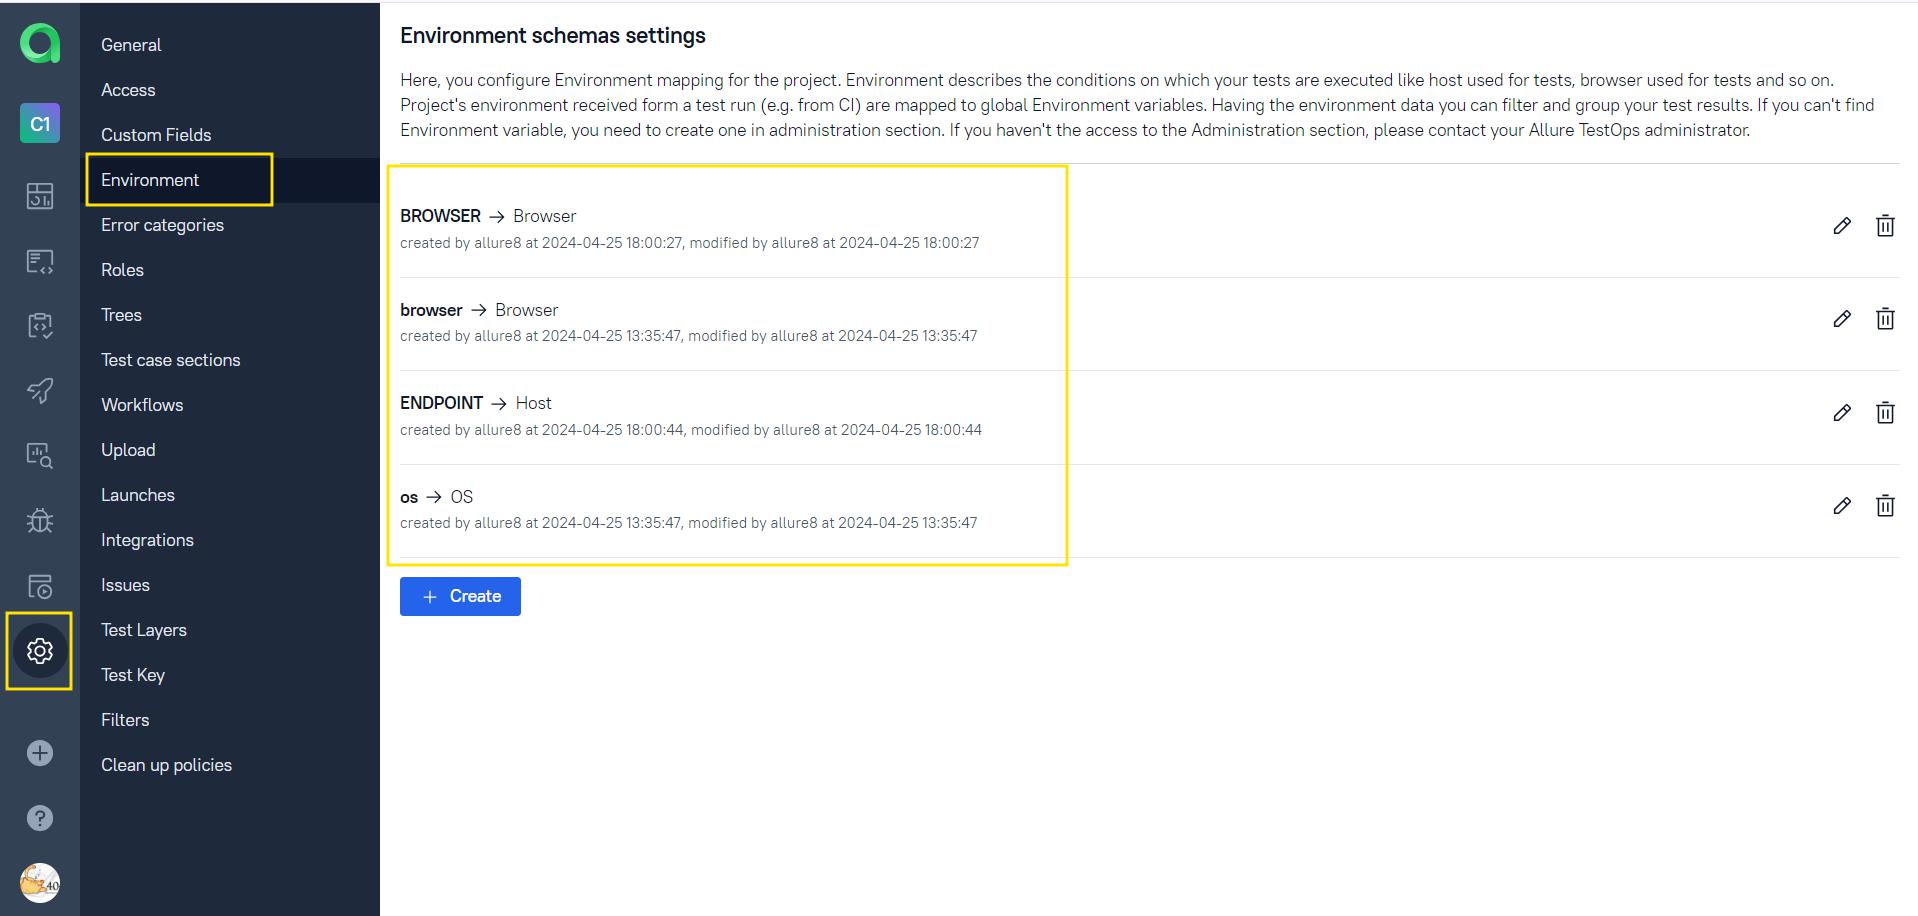 C1
General
Access
Custom Fields
Environment
Error categories
Roles
Trees
Test case sections
Workflows
Upload
Launches
Integrations
Issues
Test Layers
Test Key
Filters
Clean up policies
40
Environment schemas settings
Here, you configure Environment mapping for the project. Environment describes the conditions on which your tests are executed like host used for tests, browser used for tests and so on.
Project's environment received form a test run (e.g. from CI) are mapped to global Environment variables. Having the environment data you can filter and group your test results. If you can't find
Environment variable, you need to create one in administration section. If you haven't the access to the Administration section, please contact your Allure TestOps administrator.
BROWSER → Browser
created by allure8 at 2024-04-25 18:00:27, modified by allure8 at 2024-04-25 18:00:27
browser → Browser
created by allure8 at 2024-04-25 13:35:47, modified by allure8 at 2024-04-25 13:35:47
ENDPOINT → Host
created by allure8 at 2024-04-25 18:00:44, modified by allure8 at 2024-04-25 18:00:44
os → OS
created by allure8 at 2024-04-25 13:35:47, modified by allure8 at 2024-04-25 13:35:47
+ Create